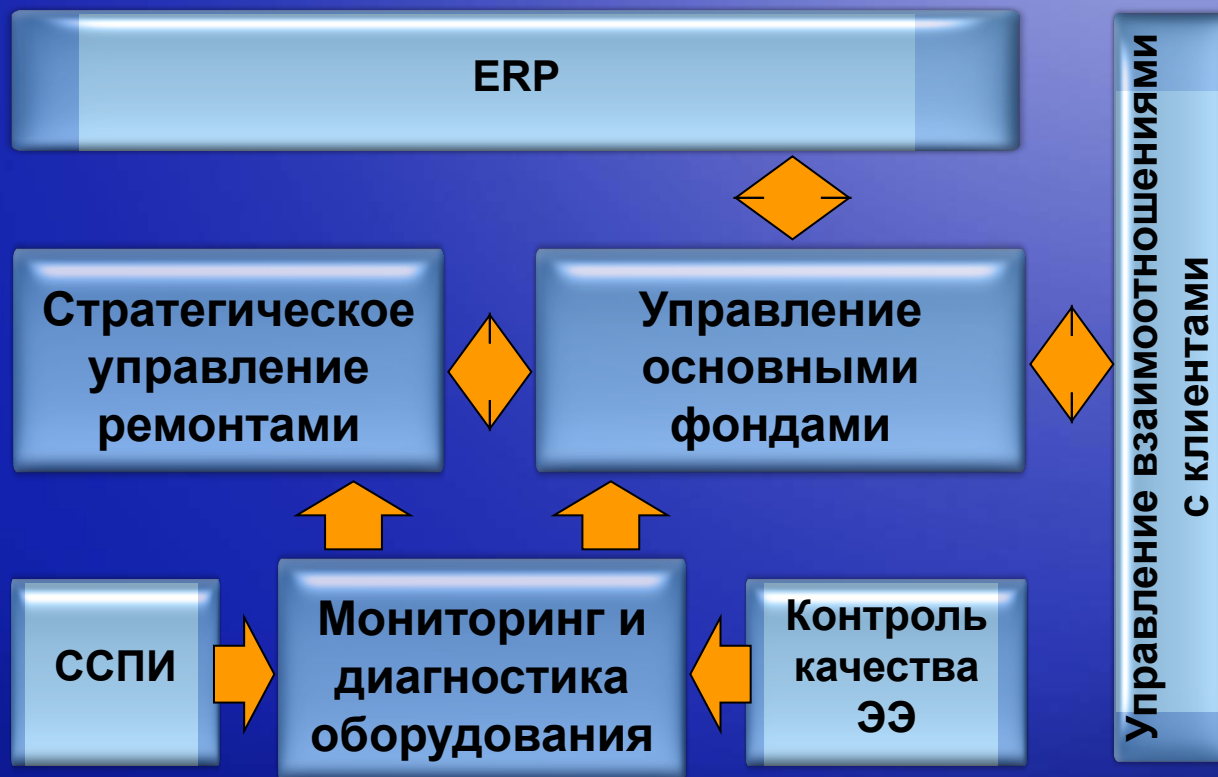 ERP
Стратегическое
управление
ремонтами
Управление
основными
фондами
Управление взаимоотношениями
с клиентами
ССПИ
Мониторинг и
диагностика
оборудования
Контроль
качества
ЭЭ